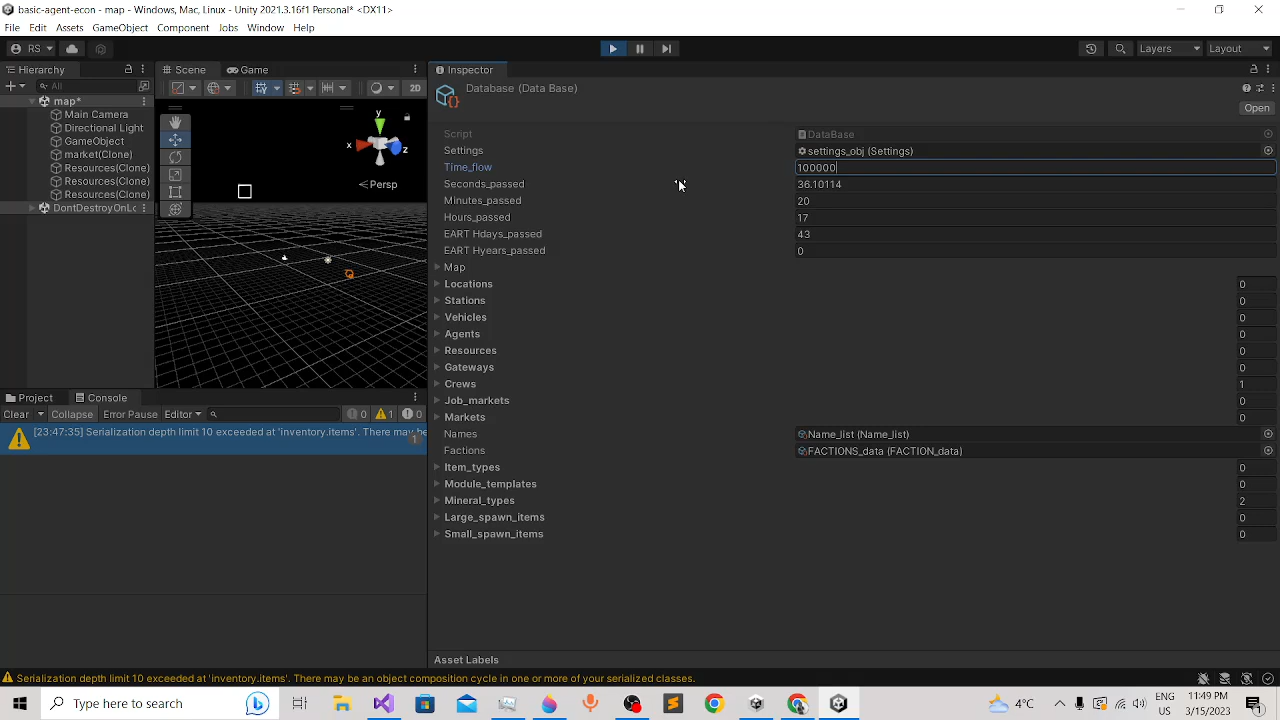 basic-agent-econ - map - Windows, Mac, Linux - Unity 2021.3.16f1 Personal* <DX11>
File Edit Assets GameObject Component Jobs Window Help
RS Layers Layout
Hierarchy
All
map*
Main Camera
Directional Light
GameObject
market(Clone)
Resources(Clone)
Resources(Clone)
Resources(Clone)
DontDestroyOnLo
Scene Game
2D
y
x
z
Persp
Inspector
Database (Data Base)
Open
Script DataBase
Settings settings_obj (Settings)
Time_flow 100000
Seconds_passed 36.10114
Minutes_passed 20
Hours_passed 17
EART Hdays_passed 43
EART Hyears_passed 0
Map
Locations 0
Stations 0
Vehicles 0
Agents 0
Resources 0
Gateways 0
Crews 1
Job_markets 0
Markets 0
Names Name_list (Name_list)
Factions FACTIONS_data (FACTION_data)
Item_types 0
Module_templates 0
Mineral_types 2
Large_spawn_items 0
Small_spawn_items 0
Asset Labels
Project Console
Clear Collapse Error Pause Editor 0 1 0
[23:47:35] Serialization depth limit 10 exceeded at 'inventory.items'. There may be
1
Serialization depth limit 10 exceeded at 'inventory.items'. There may be an object composition cycle in one or more of your serialized classes.
Type here to search
4°C
ENG
US
11:49 PM
3/15/2023